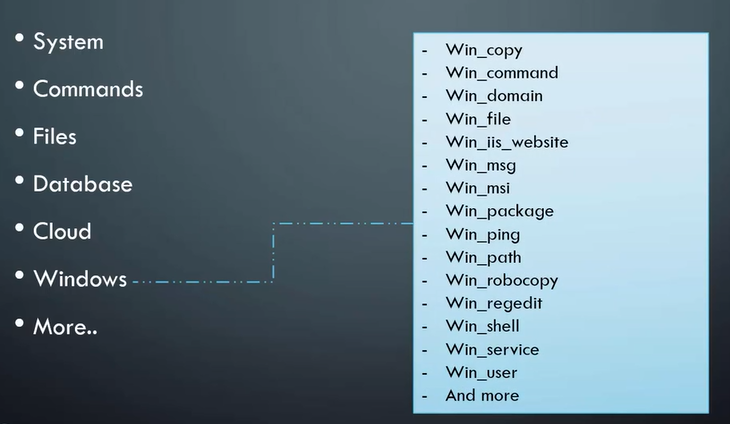 • System
• Commands
• Files
• Database
• Cloud
• Windows
• More..
- Win_copy
- Win_command
- Win_domain
- Win_file
- Win_iis_website
- Win_msg
- Win_msi
- Win_package
- Win_ping
- Win_path
- Win_robocopy
- Win_regedit
- Win_shell
- Win_service
- Win_user
- And more